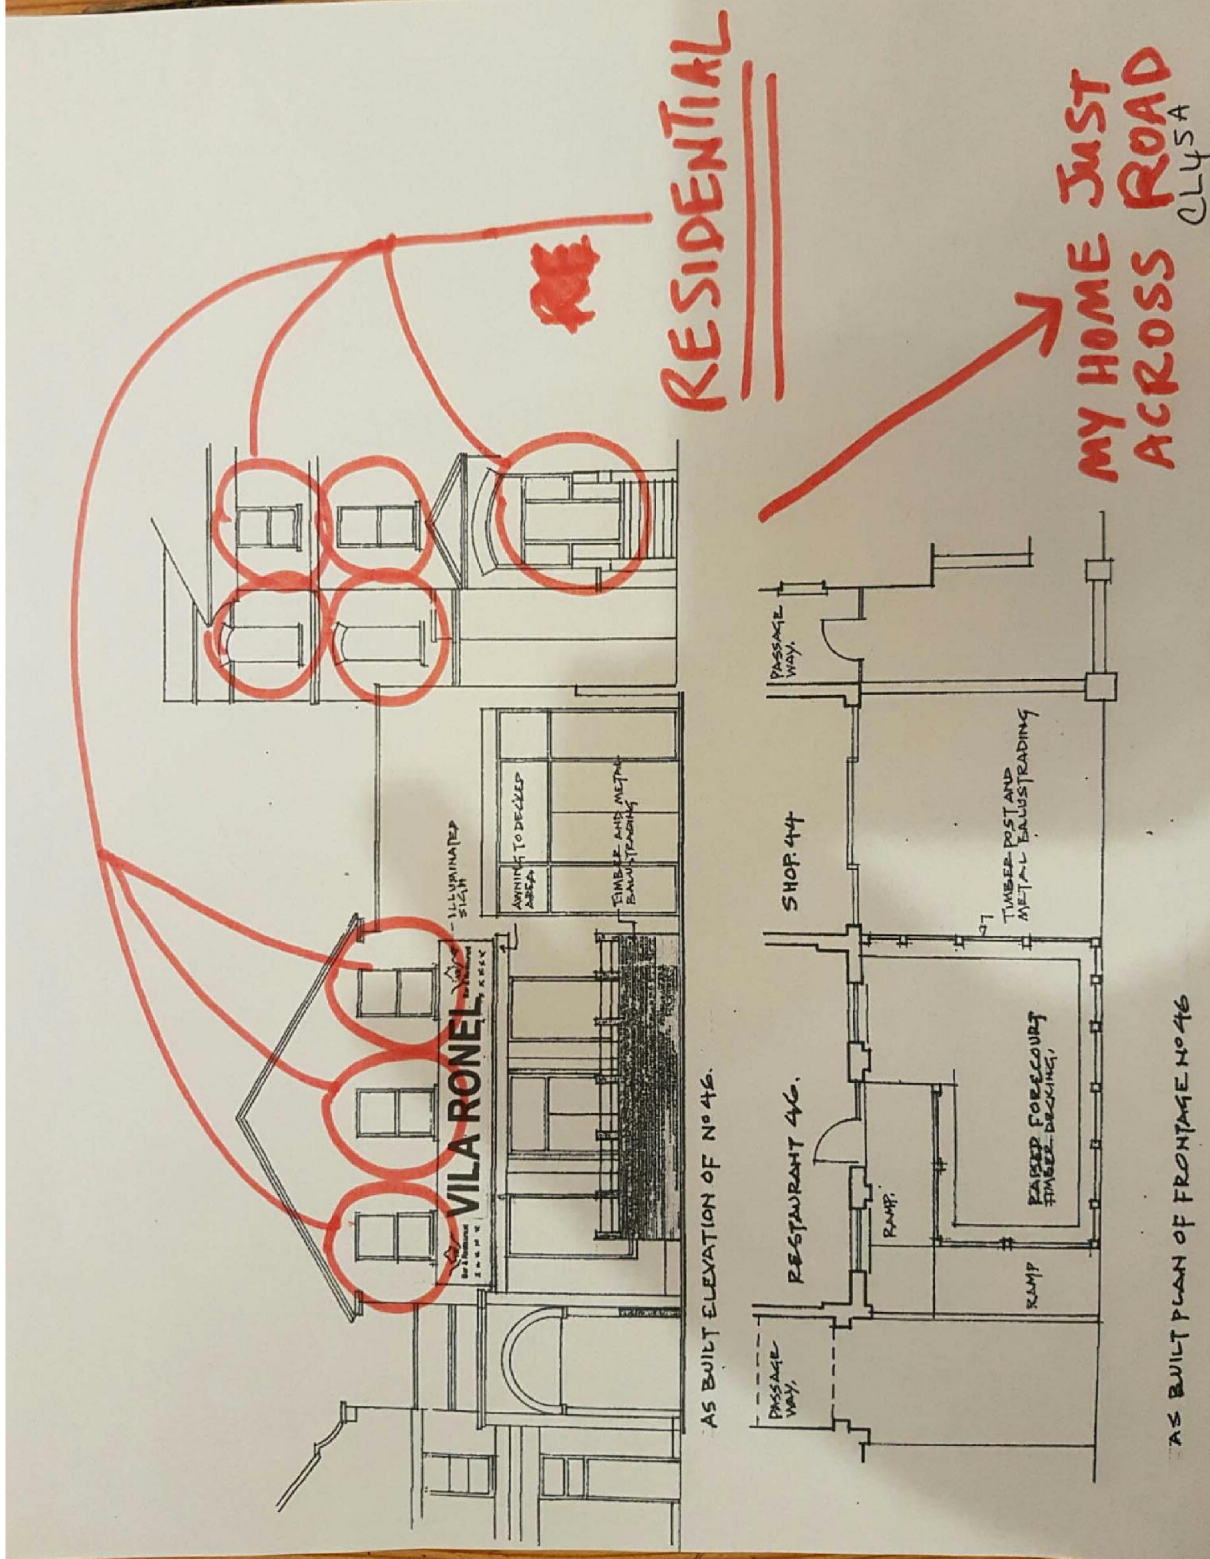 RESIDENTIAL
ILLUMINATED
SIGN
VILA RONEL
AWNING TO DECKED
AREA
TIMBER AND METAL
BALUSTRADING
AS BUILT ELEVATION OF Nº 46.
PASSAGE
WAY.
RESTAURANT 46.
SHOP. 44
PASSAGE
WAY.
RAMP.
RAMP
RAISED FORECOURT
TIMBER DECKING.
TIMBER POST AND
METAL BALUSTRADING
AS BUILT PLAN OF FRONTAGE Nº 46
MY HOME JUST
ACROSS ROAD
CL45A